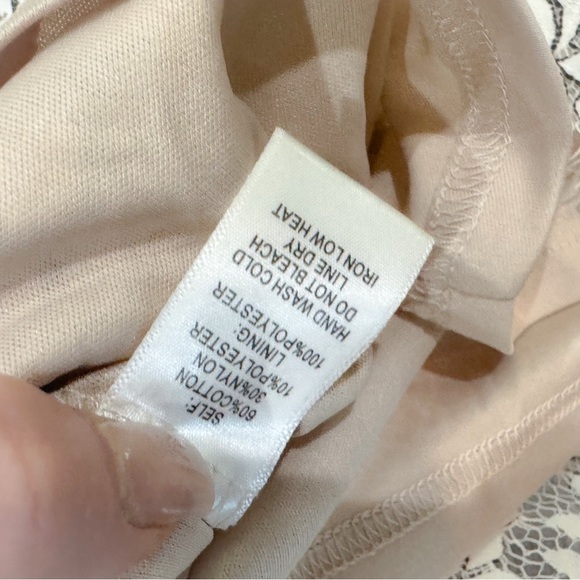 SELF:
60%COTTON
30%NYLON
10%POLYESTER
LINING:
100%POLYESTER
HAND WASH COLD
DO NOT BLEACH
LINE DRY
IRON LOW HEAT